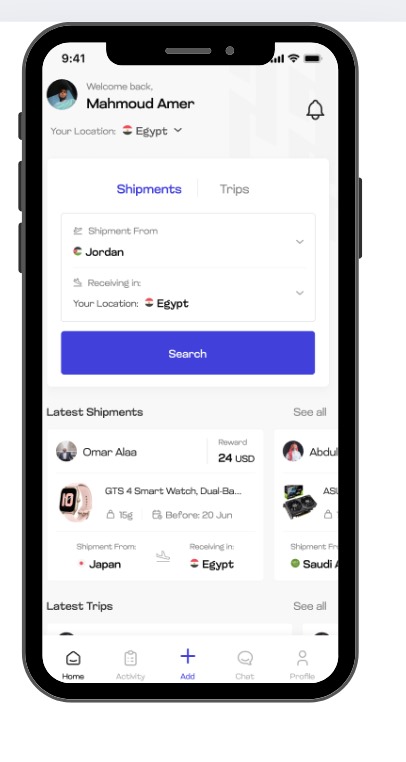 9:41
Welcome back,
Mahmoud Amer
Your Location: Egypt
Shipments Trips
Shipment From
Jordan
Receiving in:
Your Location: Egypt
Search
Latest Shipments See all
Omar Alaa
Reward
24 USD
Abdul
GTS 4 Smart Watch, Dual-Ba...
15g Before: 20 Jun
Shipment From: Receiving in:
Japan Egypt
Shipment Fr
Saudi A
Latest Trips See all
Home Activity Add Chat Profile